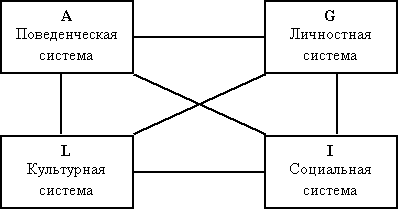 A
Поведенческая
система
G
Личностная
система
L
Культурная
система
I
Социальная
система